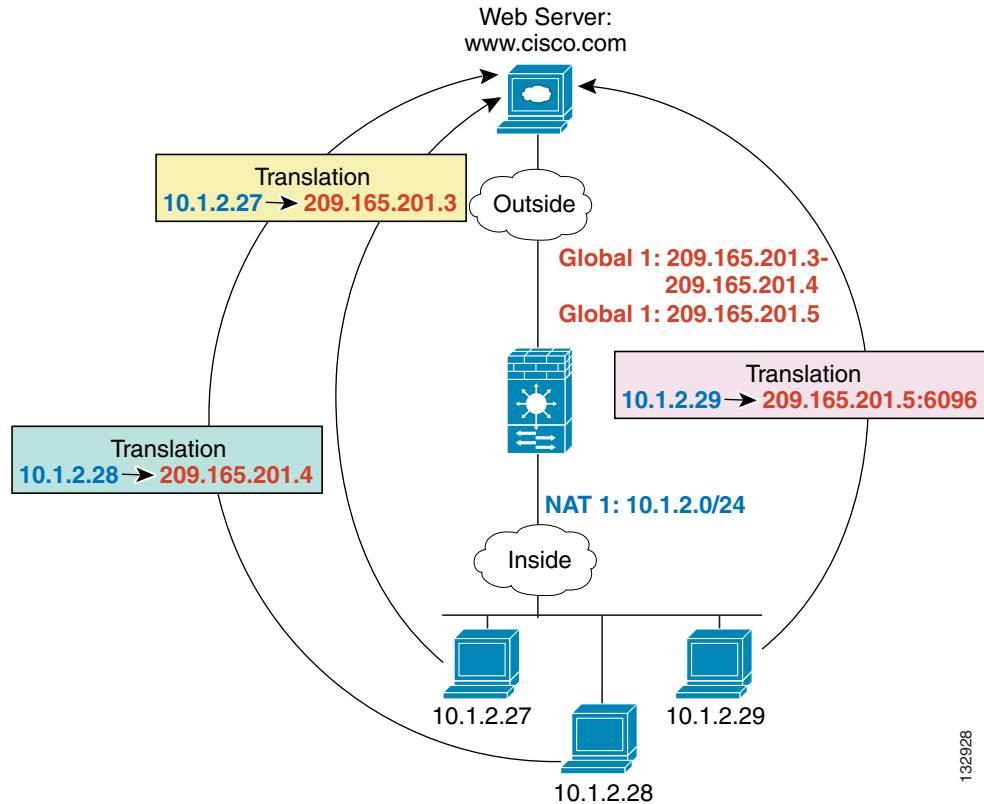 Web Server:
www.cisco.com
Translation
10.1.2.27 209.165.201.3
Outside
Global 1: 209.165.201.3-
209.165.201.4
Global 1: 209.165.201.5
Translation
10.1.2.29 209.165.201.5:6096
Translation
10.1.2.28 209.165.201.4
NAT 1: 10.1.2.0/24
Inside
10.1.2.27
10.1.2.29
10.1.2.28
132928